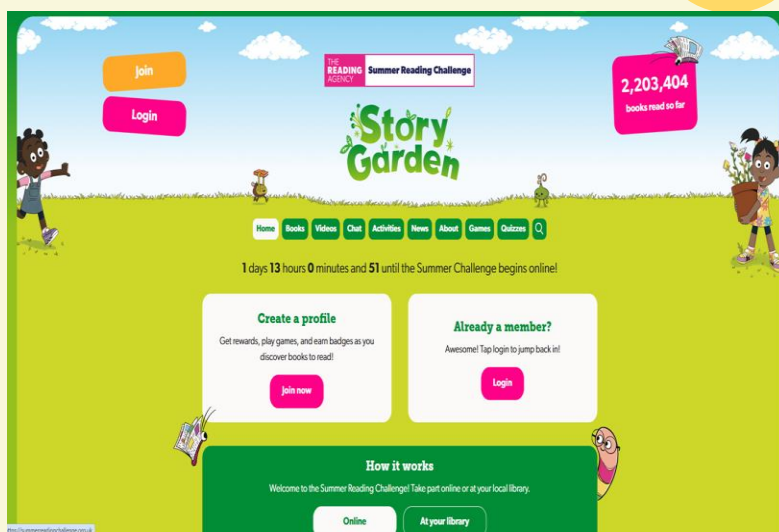 Join
Login
THE
READING
AGENCY
Summer Reading Challenge
2,203,404
books read so far
Story
Garden
Home Books Videos Chat Activities News About Games Quizzes
1 days 13 hours 0 minutes and 51 until the Summer Challenge begins online!
Create a profile
Get rewards, play games, and earn badges as you
discover books to read!
Join now
Already a member?
Awesome! Tap login to jump back in!
Login
How it works
Welcome to the Summer Reading Challenge! Take part online or at your local library.
Online
At your library